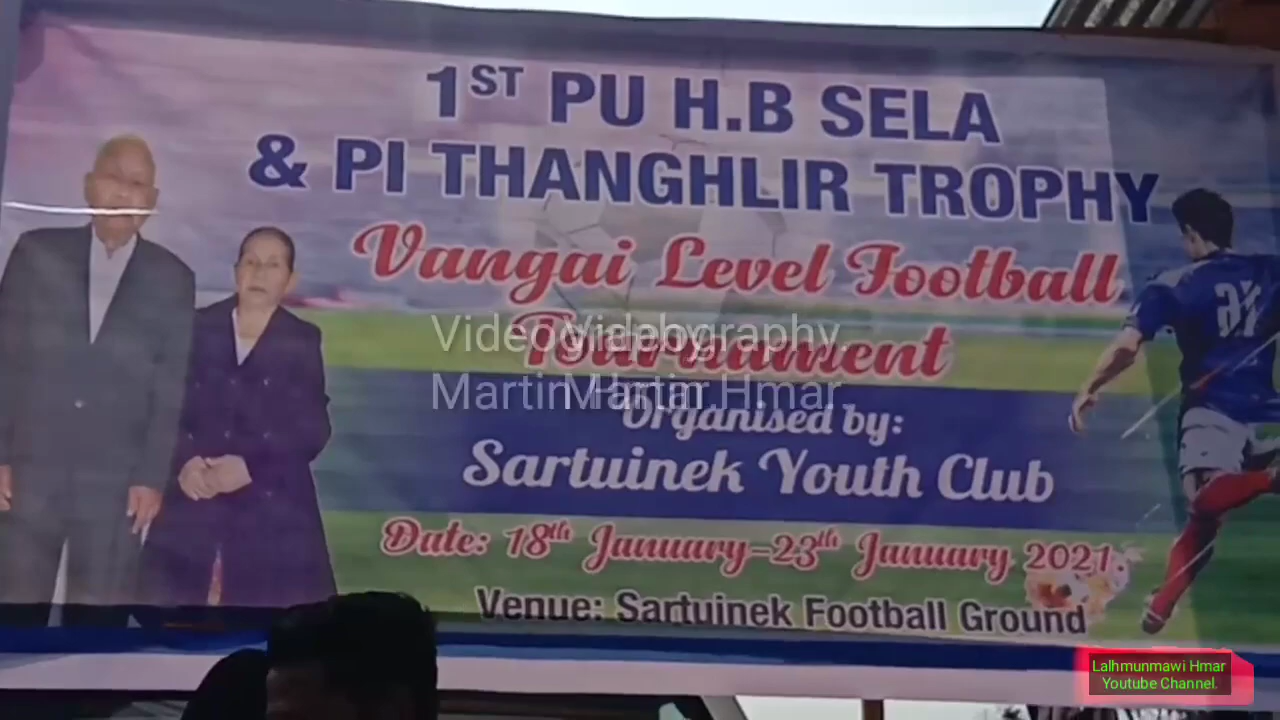 1ST PU H.B SELA
& PI THANGHLIR TROPHY
Vangai Level Football
Tournament
Videography
Martin Hmar
Organised by:
Sartuinek Youth Club
Date: 18th January-23th January 2021.
Venue: Sartuinek Football Ground
Lalhmunmawi Hmar
Youtube Channel.